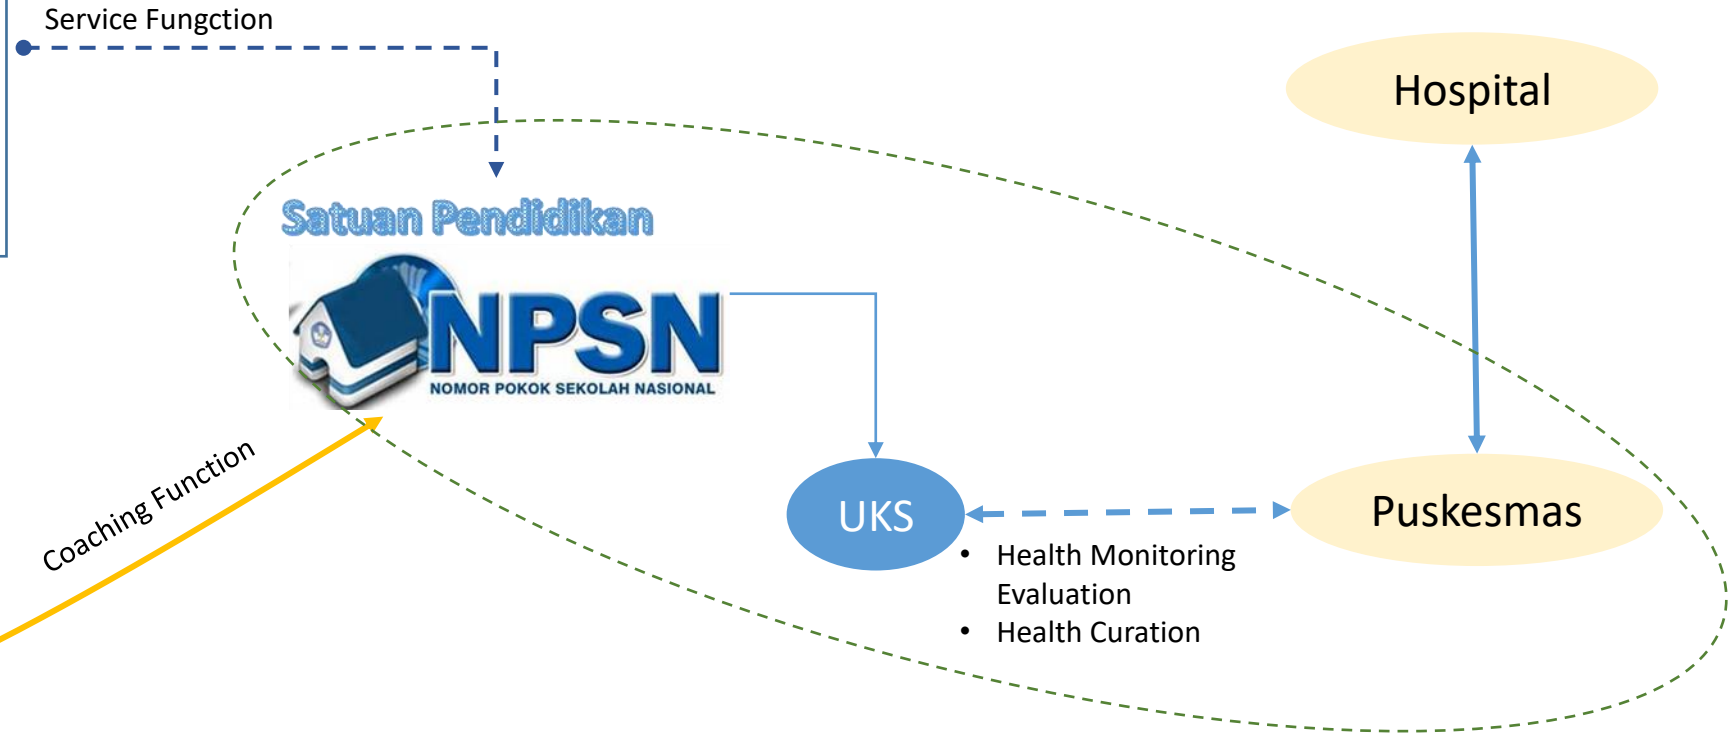 Service Fungction
Hospital
Satuan Pendidikan
NPSN
NOMOR POKOK SEKOLAH NASIONAL
Coaching Function
UKS
Puskesmas
• Health Monitoring
Evaluation
• Health Curation